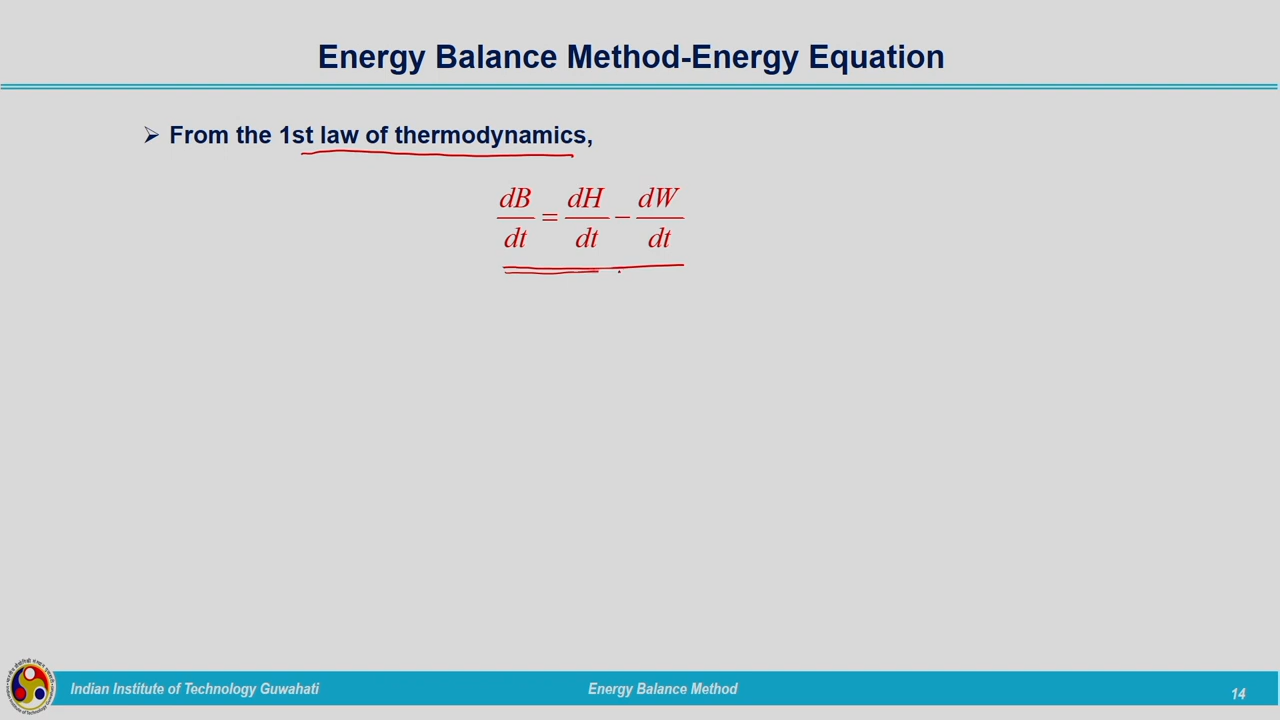 Energy Balance Method-Energy Equation
➢ From the 1st law of thermodynamics,
dB/dt = dH/dt − dW/dt
Indian Institute of Technology Guwahati
Energy Balance Method
14